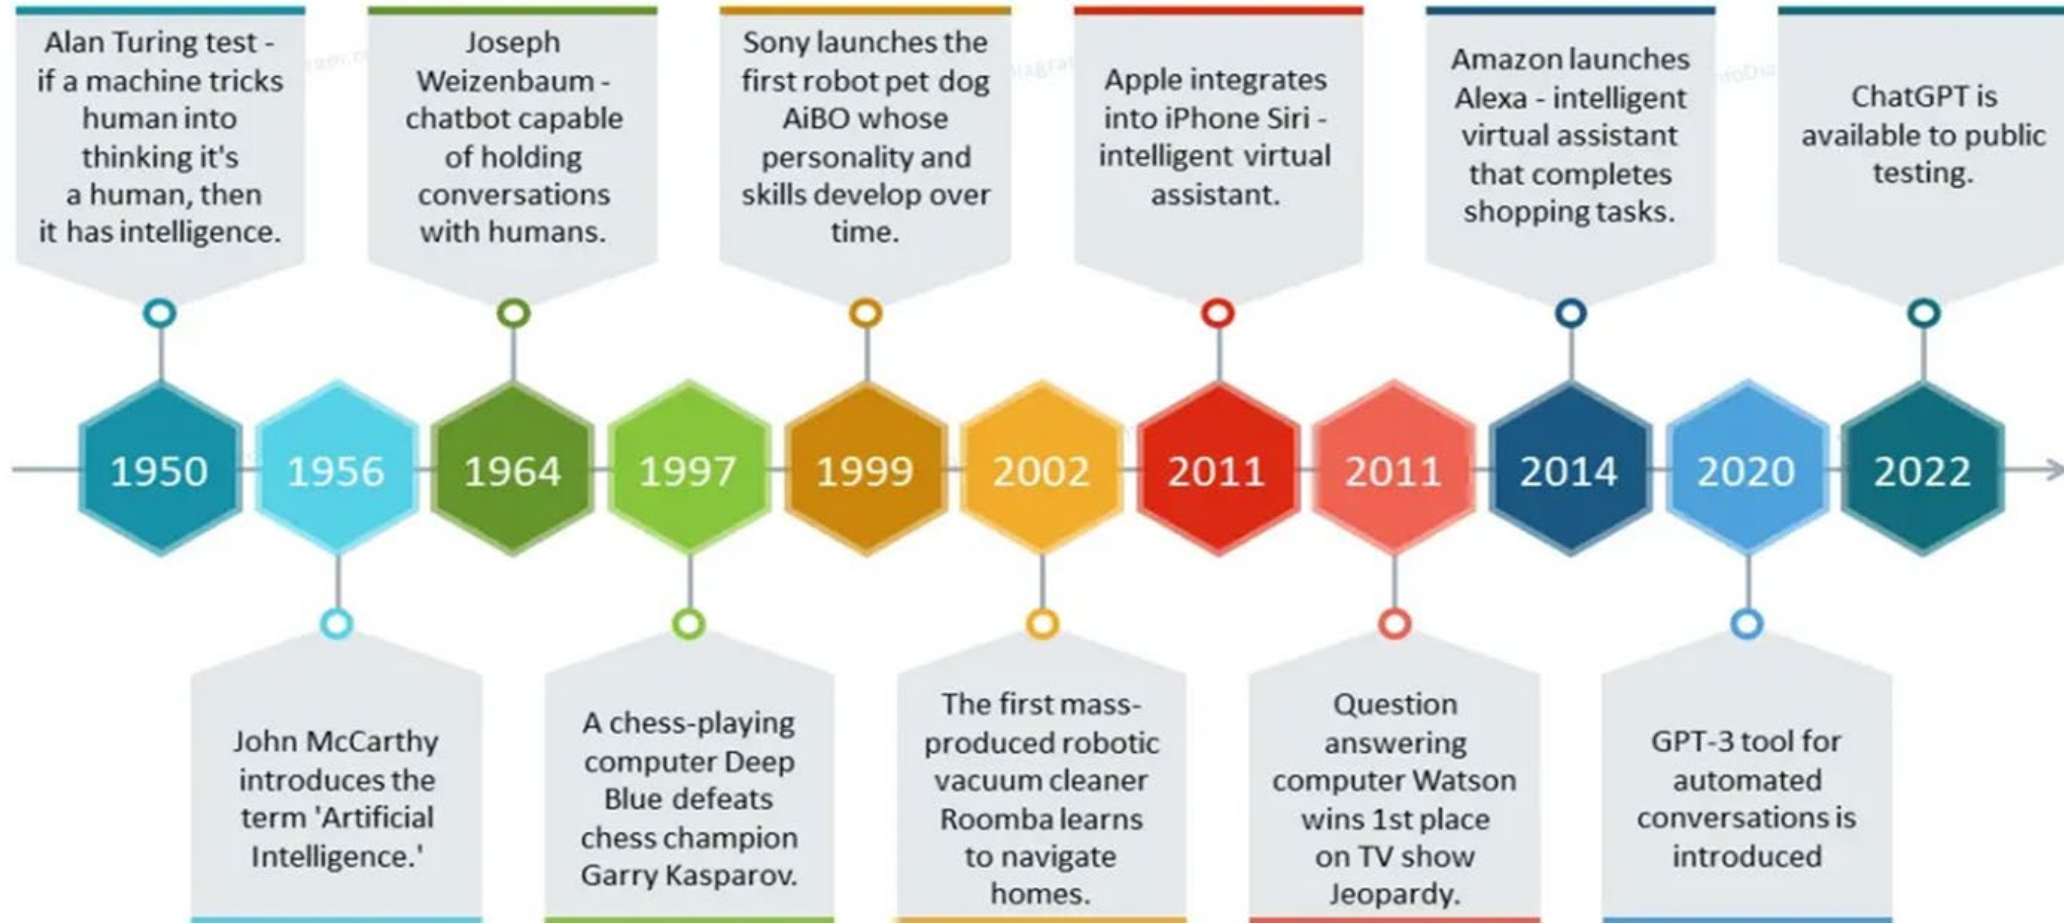 Alan Turing test -
if a machine tricks
human into
thinking it's
a human, then
it has intelligence.
Joseph
Weizenbaum -
chatbot capable
of holding
conversations
with humans.
Sony launches the
first robot pet dog
AiBO whose
personality and
skills develop over
time.
Apple integrates
into iPhone Siri -
intelligent virtual
assistant.
Amazon launches
Alexa - intelligent
virtual assistant
that completes
shopping tasks.
ChatGPT is
available to public
testing.
1950
1956
1964
1997
1999
2002
2011
2011
2014
2020
2022
John McCarthy
introduces the
term 'Artificial
Intelligence.'
A chess-playing
computer Deep
Blue defeats
chess champion
Garry Kasparov.
The first mass-
produced robotic
vacuum cleaner
Roomba learns
to navigate
homes.
Question
answering
computer Watson
wins 1st place
on TV show
Jeopardy.
GPT-3 tool for
automated
conversations is
introduced